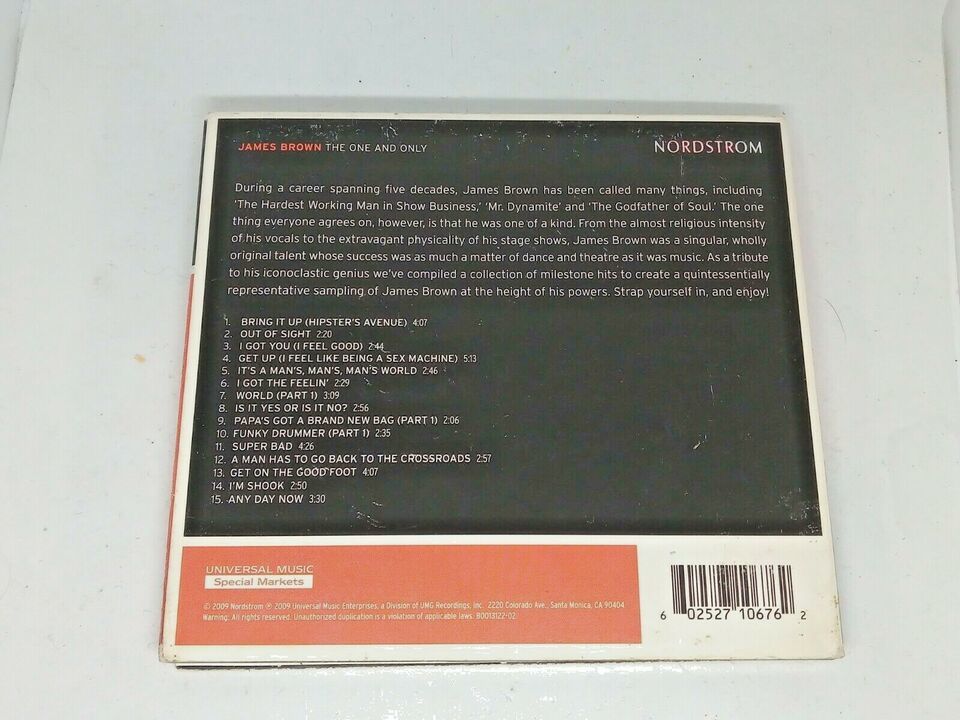 JAMES BROWN THE ONE AND ONLY
NORDSTROM
During a career spanning five decades, James Brown has been called many things, including
'The Hardest Working Man in Show Business,' 'Mr. Dynamite' and 'The Godfather of Soul.' The one
thing everyone agrees on, however, is that he was one of a kind. From the almost religious intensity
of his vocals to the extravagant physicality of his stage shows, James Brown was a singular, wholly
original talent whose success was as much a matter of dance and theatre as it was music. As a tribute
to his iconoclastic genius we've compiled a collection of milestone hits to create a quintessentially
representative sampling of James Brown at the height of his powers. Strap yourself in, and enjoy!
1. BRING IT UP (HIPSTER'S AVENUE) 4:07
2. OUT OF SIGHT 2:20
3. I GOT YOU (I FEEL GOOD) 2:44
4. GET UP (I FEEL LIKE BEING A SEX MACHINE) 5:13
5. IT'S A MAN'S, MAN'S, MAN'S WORLD 2:46
6. I GOT THE FEELIN' 2:29
7. WORLD (PART 1) 3:09
8. IS IT YES OR IS IT NO? 2:56
9. PAPA'S GOT A BRAND NEW BAG (PART 1) 2:06
10. FUNKY DRUMMER (PART 1) 2:35
11. SUPER BAD 4:26
12. A MAN HAS TO GO BACK TO THE CROSSROADS 2:57
13. GET ON THE GOOD FOOT 4:07
14. I'M SHOOK 2:50
15. ANY DAY NOW 3:30
UNIVERSAL MUSIC
Special Markets
© 2009 Nordstrom ℗ 2009 Universal Music Enterprises, a Division of UMG Recordings, Inc. 2220 Colorado Ave., Santa Monica, CA 90404
Warning: All rights reserved. Unauthorized duplication is a violation of applicable laws. B0013122-02
6 02527 10676 2